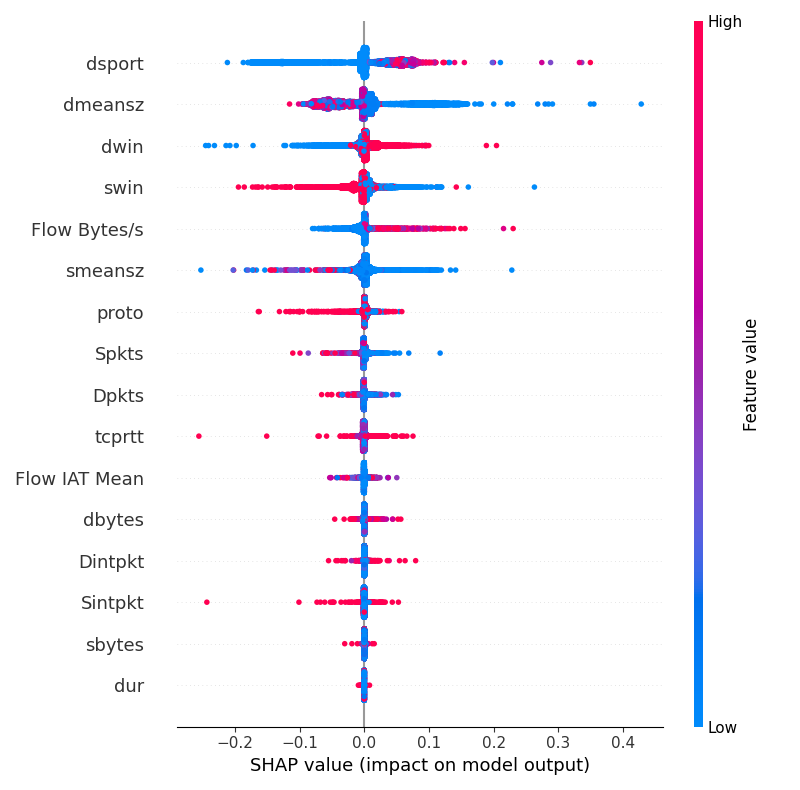 High
dsport
dmeansz
dwin
swin
Flow Bytes/s
smeansz
proto
Spkts
Dpkts
tcprtt
Flow IAT Mean
dbytes
Dintpkt
Sintpkt
sbytes
dur
Feature value
Low
−0.2 −0.1 0.0 0.1 0.2 0.3 0.4
SHAP value (impact on model output)